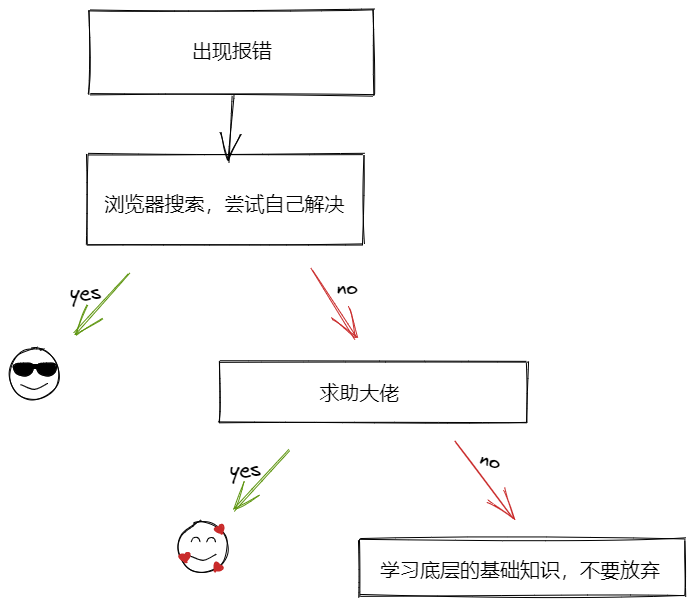 出现报错
浏览器搜索，尝试自己解决
yes
no
求助大佬
yes
no
学习底层的基础知识，不要放弃